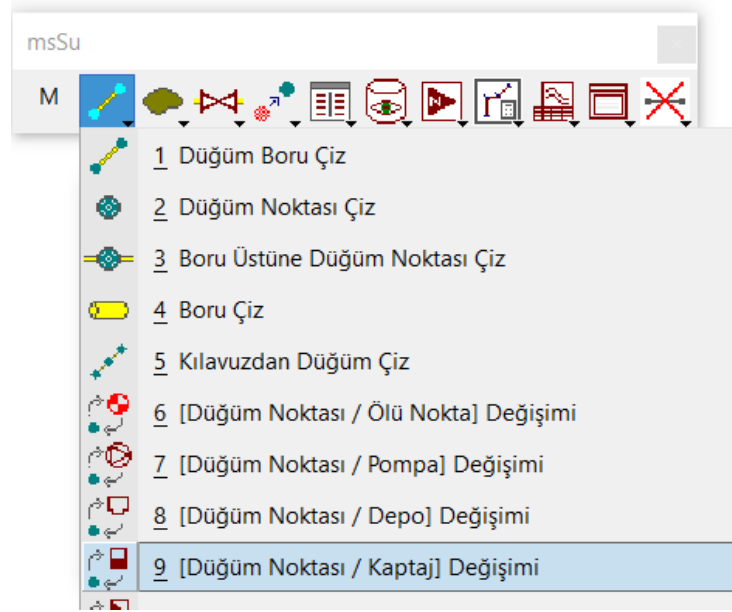 msSu
M
1 Düğüm Boru Çiz
2 Düğüm Noktası Çiz
3 Boru Üstüne Düğüm Noktası Çiz
4 Boru Çiz
5 Kılavuzdan Düğüm Çiz
6 [Düğüm Noktası / Ölü Nokta] Değişimi
7 [Düğüm Noktası / Pompa] Değişimi
8 [Düğüm Noktası / Depo] Değişimi
9 [Düğüm Noktası / Kaptaj] Değişimi